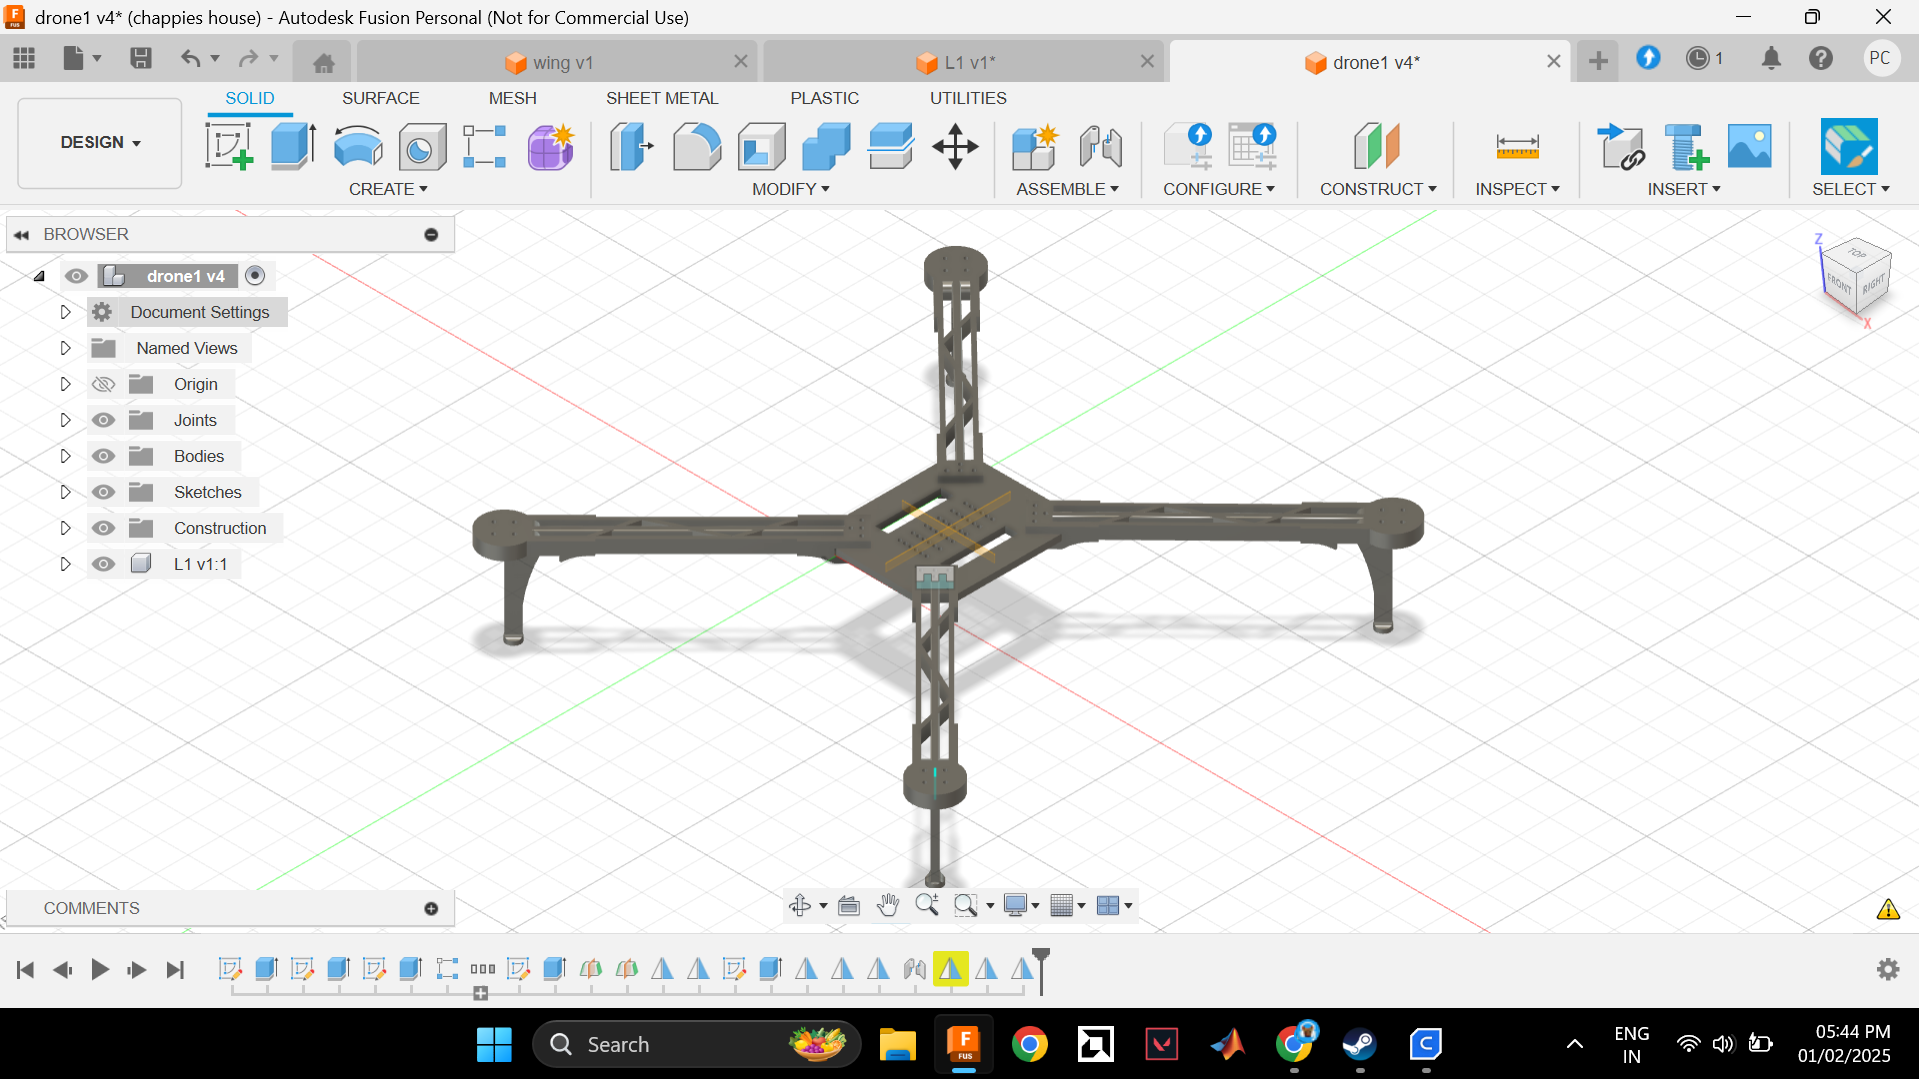 drone1 v4* (chappies house) - Autodesk Fusion Personal (Not for Commercial Use)
wing v1
L1 v1*
drone1 v4*
1
PC
DESIGN
SOLID
SURFACE
MESH
SHEET METAL
PLASTIC
UTILITIES
CREATE
MODIFY
ASSEMBLE
CONFIGURE
CONSTRUCT
INSPECT
INSERT
SELECT
BROWSER
drone1 v4
Document Settings
Named Views
Origin
Joints
Bodies
Sketches
Construction
L1 v1:1
Z
TOP
FRONT
RIGHT
X
COMMENTS
Search
F
FUS
ENG
IN
05:44 PM
01/02/2025